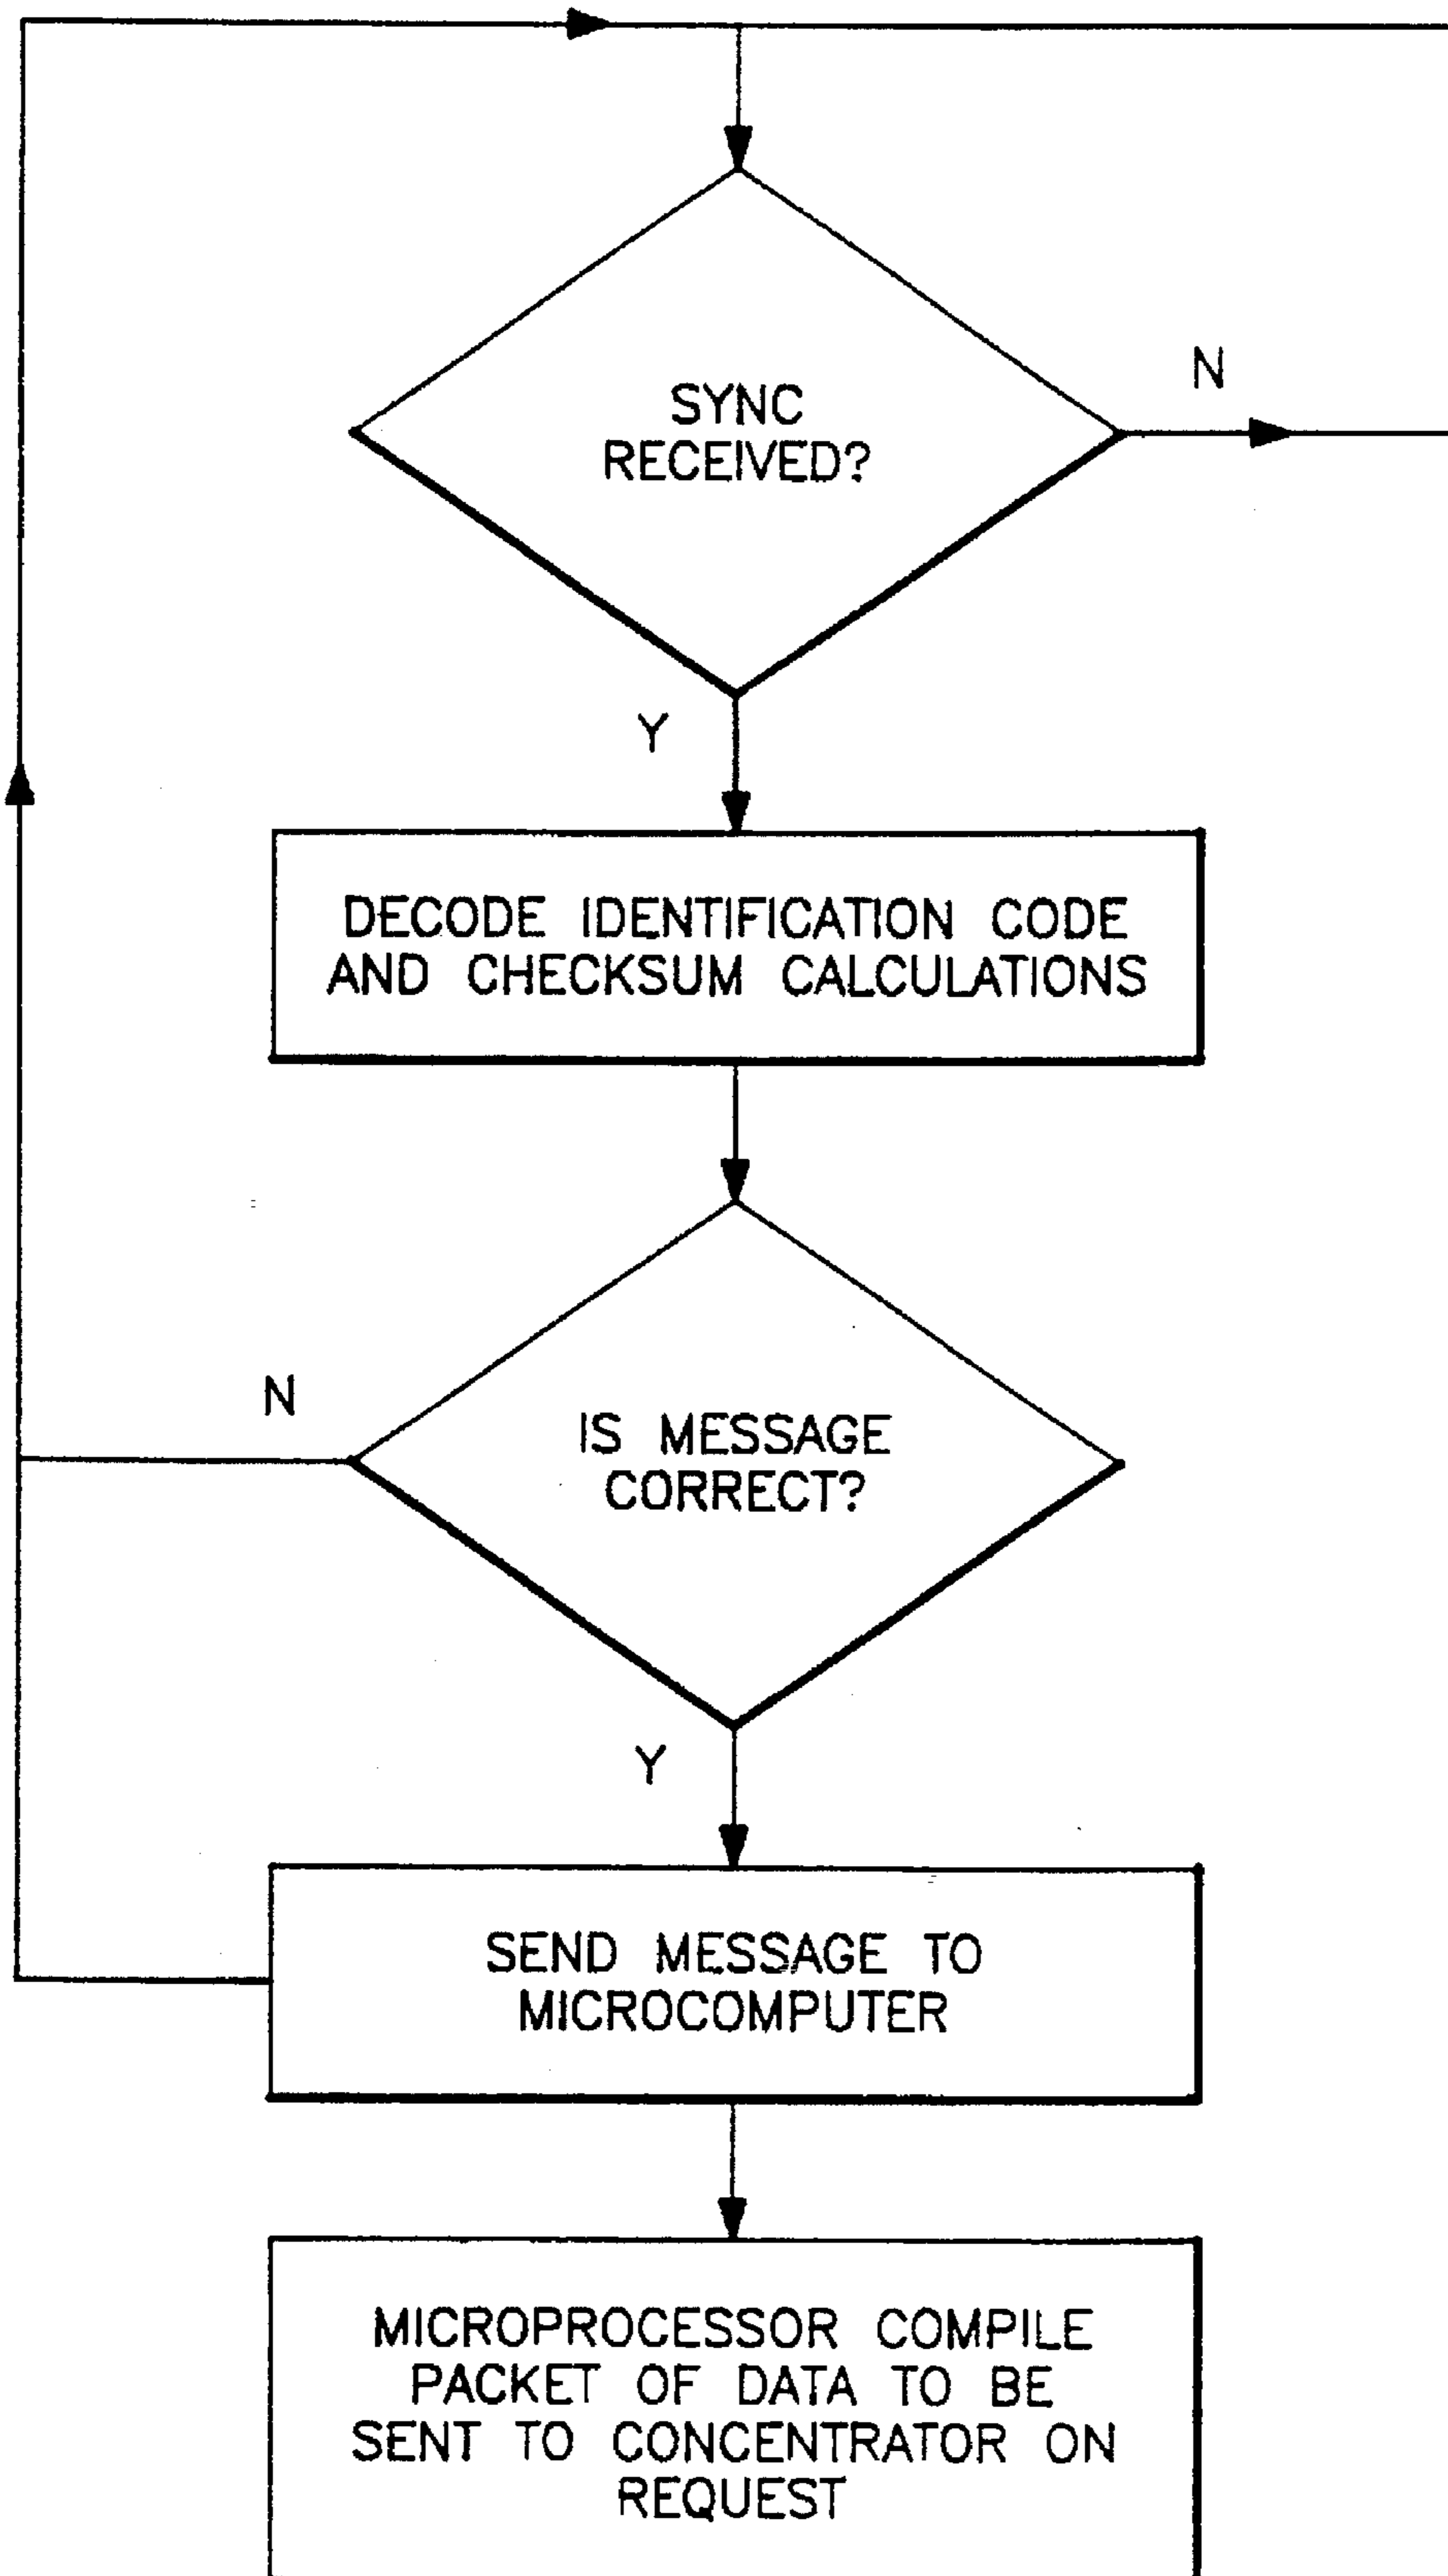 SYNC
RECEIVED?
N
Y
DECODE IDENTIFICATION CODE
AND CHECKSUM CALCULATIONS
N
IS MESSAGE
CORRECT?
Y
SEND MESSAGE TO
MICROCOMPUTER
MICROPROCESSOR COMPILE
PACKET OF DATA TO BE
SENT TO CONCENTRATOR ON
REQUEST